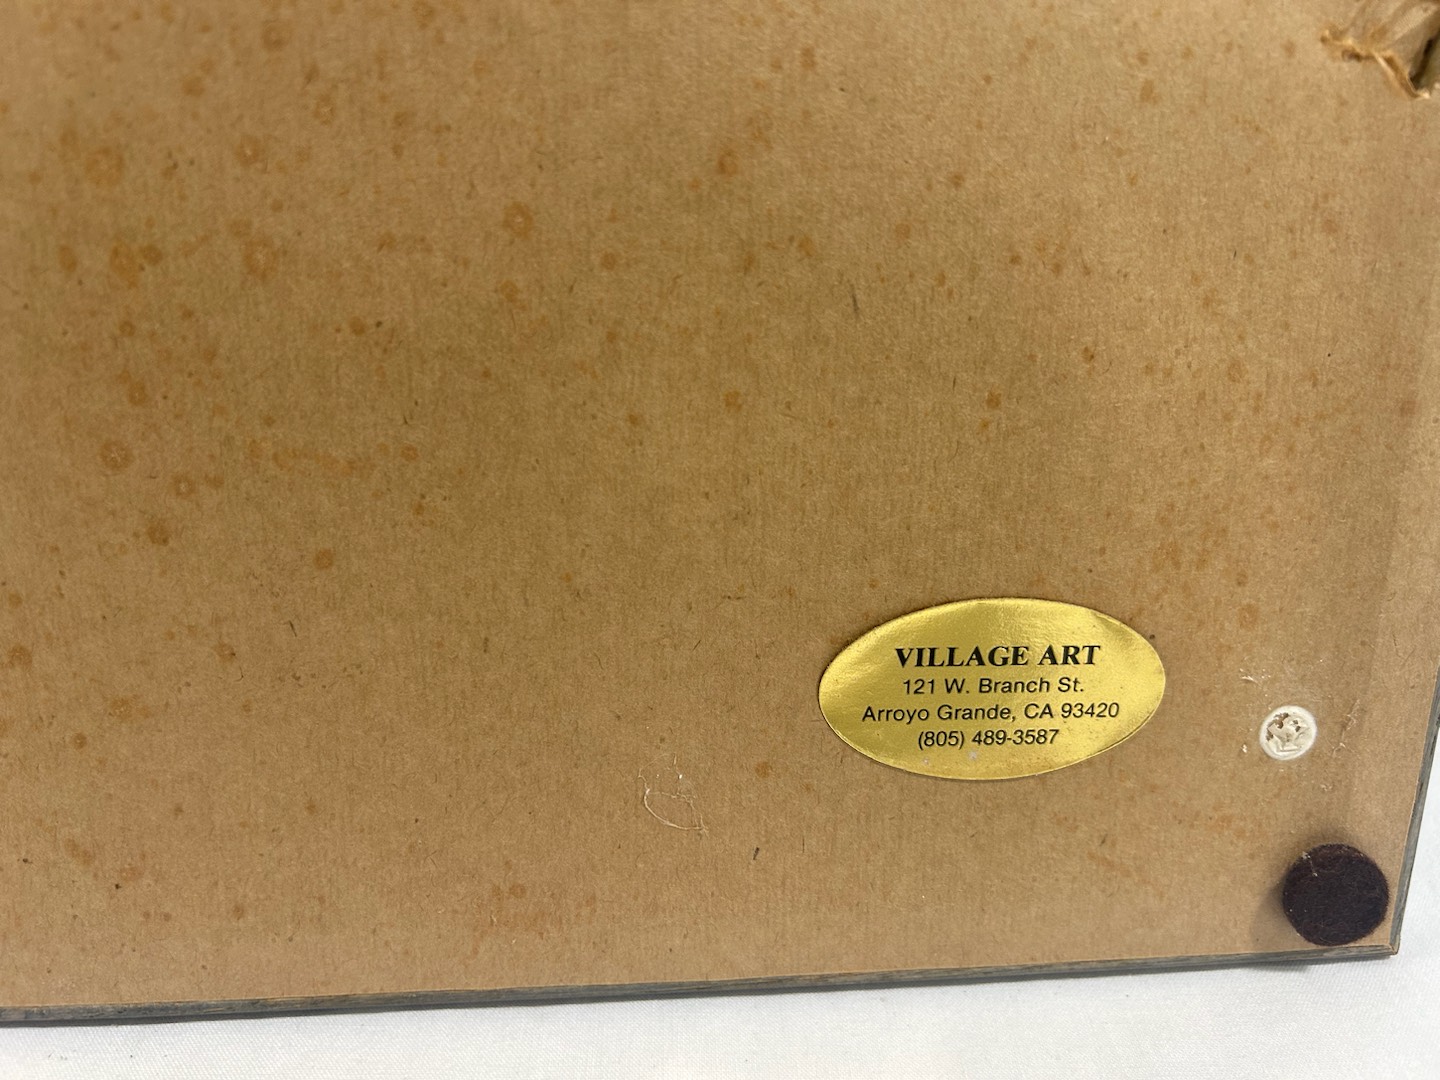 VILLAGE ART
121 W. Branch St.
Arroyo Grande, CA 93420
(805) 489-3587